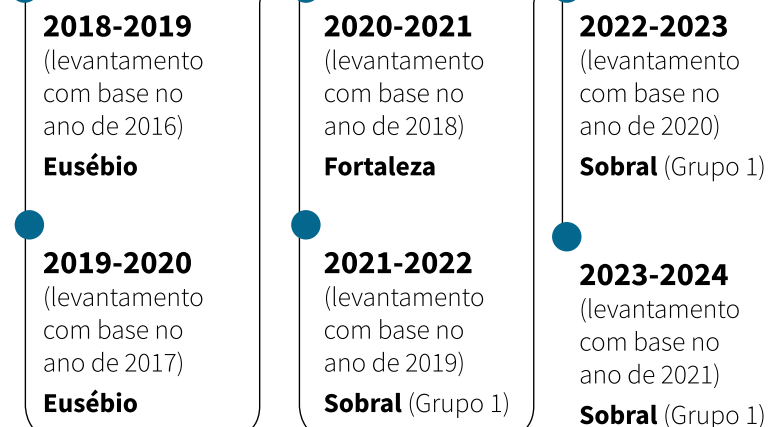 2018-2019
(levantamento
com base no
ano de 2016)
Eusébio
2019-2020
(levantamento
com base no
ano de 2017)
Eusébio
2020-2021
(levantamento
com base no
ano de 2018)
Fortaleza
2021-2022
(levantamento
com base no
ano de 2019)
Sobral (Grupo 1)
2022-2023
(levantamento
com base no
ano de 2020)
Sobral (Grupo 1)
2023-2024
(levantamento
com base no
ano de 2021)
Sobral (Grupo 1)